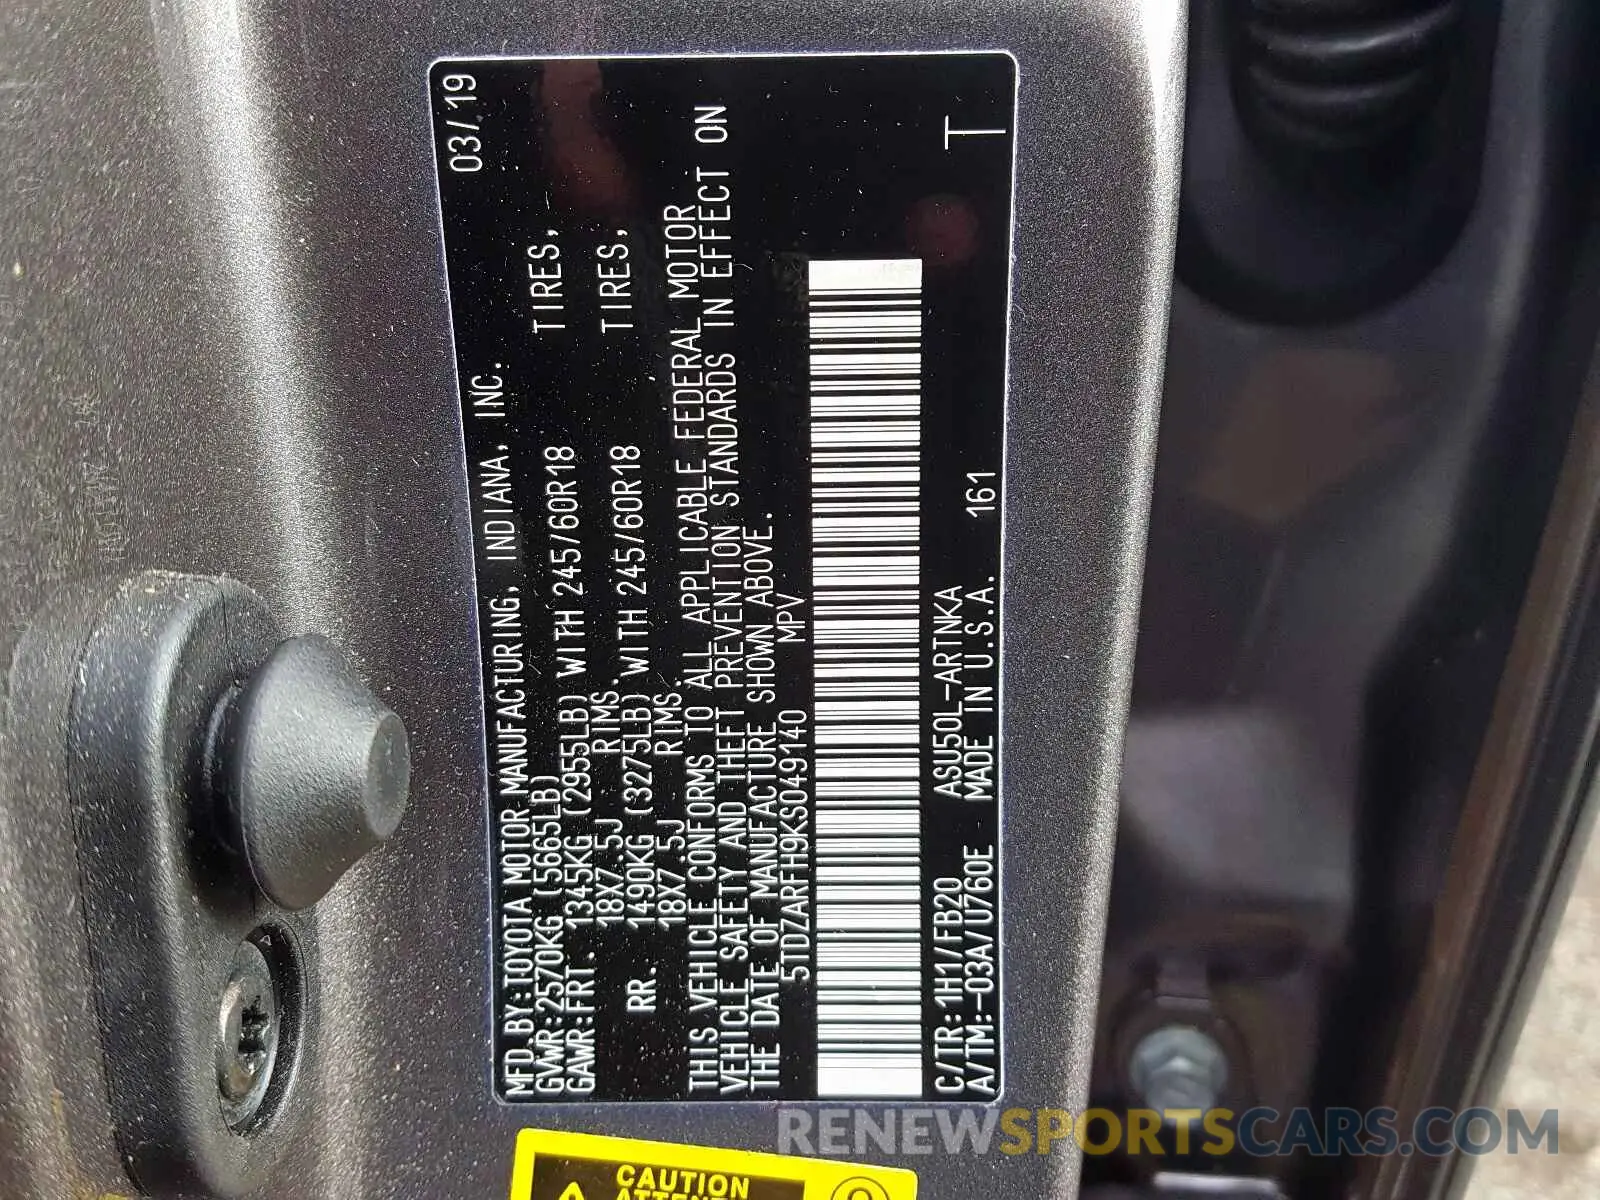 03/19
MFD.BY:TOYOTA MOTOR MANUFACTURING, INDIANA, INC.
GVWR:2570KG (5665LB)
GAWR:FRT. 1345KG (2955LB) WITH 245/60R18 TIRES,
18X7.5J RIMS.
RR. 1490KG (3275LB) WITH 245/60R18 TIRES,
18X7.5J RIMS.
THIS VEHICLE CONFORMS TO ALL APPLICABLE FEDERAL MOTOR
VEHICLE SAFETY AND THEFT PREVENTION STANDARDS IN EFFECT ON
THE DATE OF MANUFACTURE SHOWN ABOVE.
5TDZARFH9KS049140 MPV
C/TR:1H1/FB20 ASU50L-ARTNKA
A/TM:-03A/U760E MADE IN U.S.A. 161 T
CAUTION
RENEWSPORTSCARS.COM